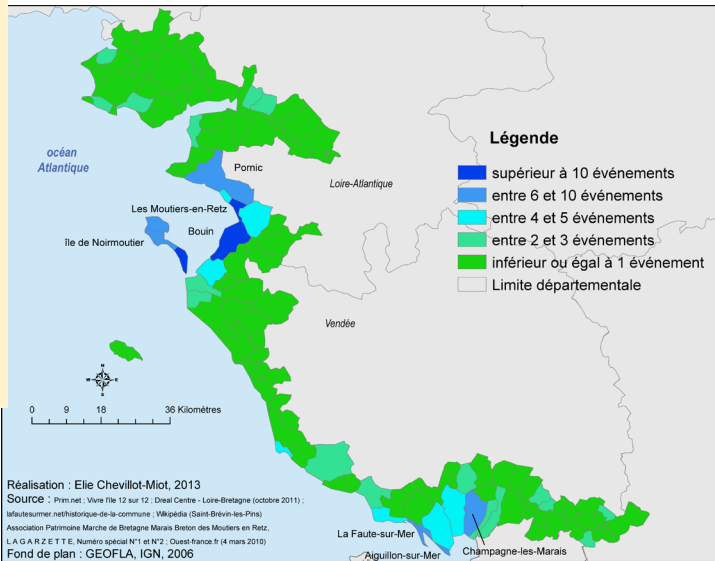 océan
Atlantique
Pornic
Loire-Atlantique
Les Moutiers-en-Retz
Bouin
île de Noirmoutier
Vendée
Légende
supérieur à 10 événements
entre 6 et 10 événements
entre 4 et 5 événements
entre 2 et 3 événements
inférieur ou égal à 1 événement
Limite départementale
N
W E
S
0 9 18 36 Kilomètres
La Faute-sur-Mer
Aiguillon-sur-Mer
Champagne-les-Marais
Réalisation : Elie Chevillot-Miot, 2013
Source : Prim.net ; Vivre l'île 12 sur 12 ; Dreal Centre - Loire-Bretagne (octobre 2011) ;
lafautesurmer.net/historique-de-la-commune ; Wikipédia (Saint-Brévin-les-Pins)
Association Patrimoine Marche de Bretagne Marais Breton des Moutiers en Retz,
L A G A R Z E T T E, Numéro spécial N°1 et N°2 ; Ouest-france.fr (4 mars 2010)
Fond de plan : GEOFLA, IGN, 2006